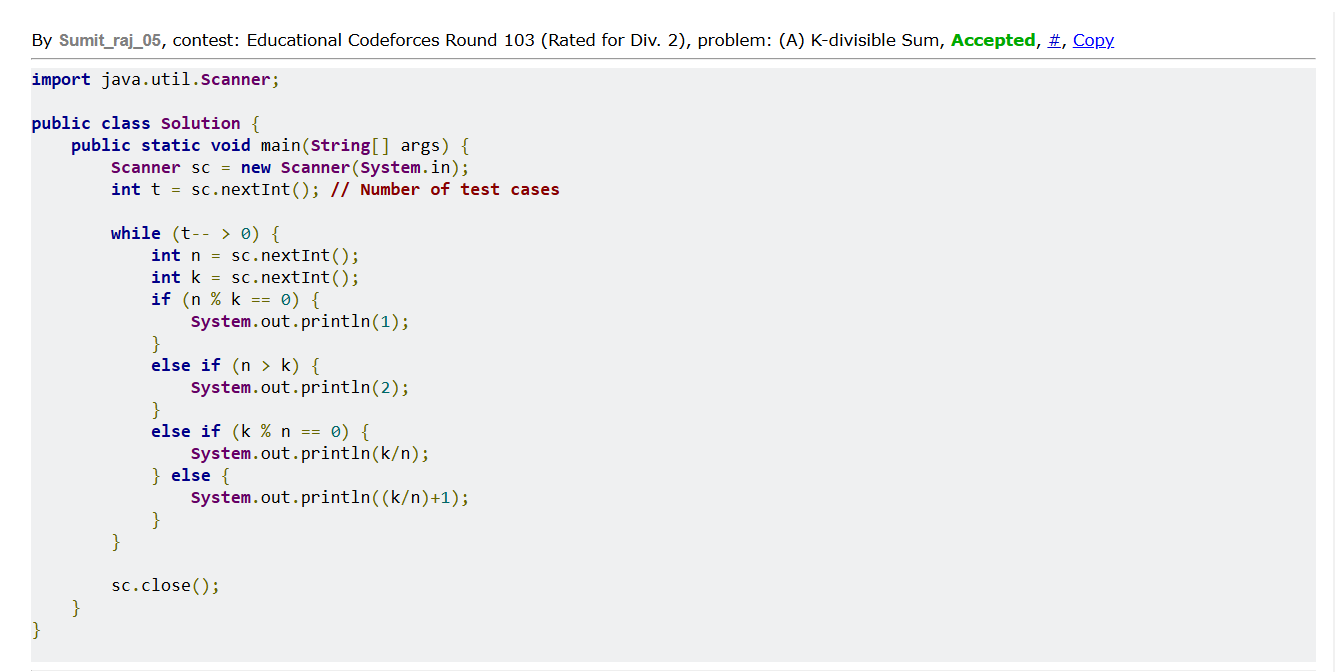 By Sumit_raj_05, contest: Educational Codeforces Round 103 (Rated for Div. 2), problem: (A) K-divisible Sum, Accepted, #, Copy
import java.util.Scanner;
public class Solution {
    public static void main(String[] args) {
        Scanner sc = new Scanner(System.in);
        int t = sc.nextInt(); // Number of test cases
        while (t-- > 0) {
            int n = sc.nextInt();
            int k = sc.nextInt();
            if (n % k == 0) {
                System.out.println(1);
            }
            else if (n > k) {
                System.out.println(2);
            }
            else if (k % n == 0) {
                System.out.println(k/n);
            } else {
                System.out.println((k/n)+1);
            }
        }
        sc.close();
    }
}